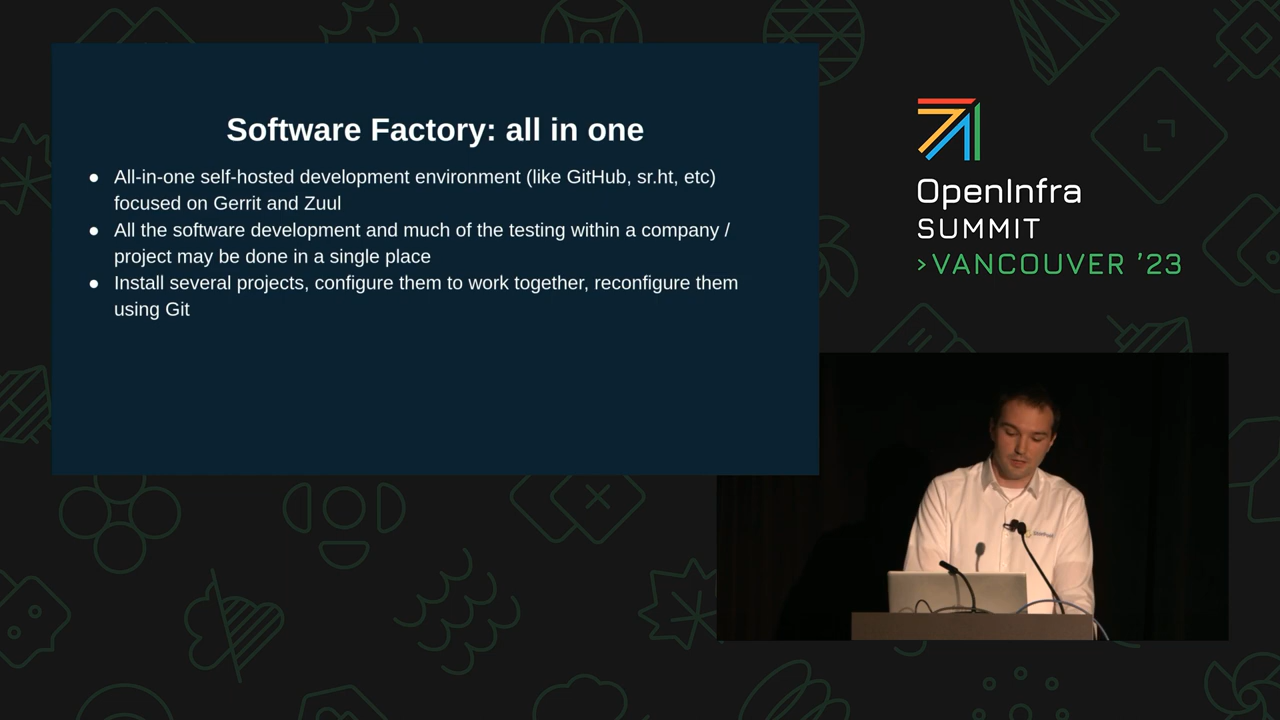 Software Factory: all in one
● All-in-one self-hosted development environment (like GitHub, sr.ht, etc)
focused on Gerrit and Zuul
● All the software development and much of the testing within a company /
project may be done in a single place
● Install several projects, configure them to work together, reconfigure them
using Git
OpenInfra
SUMMIT
>VANCOUVER ’23